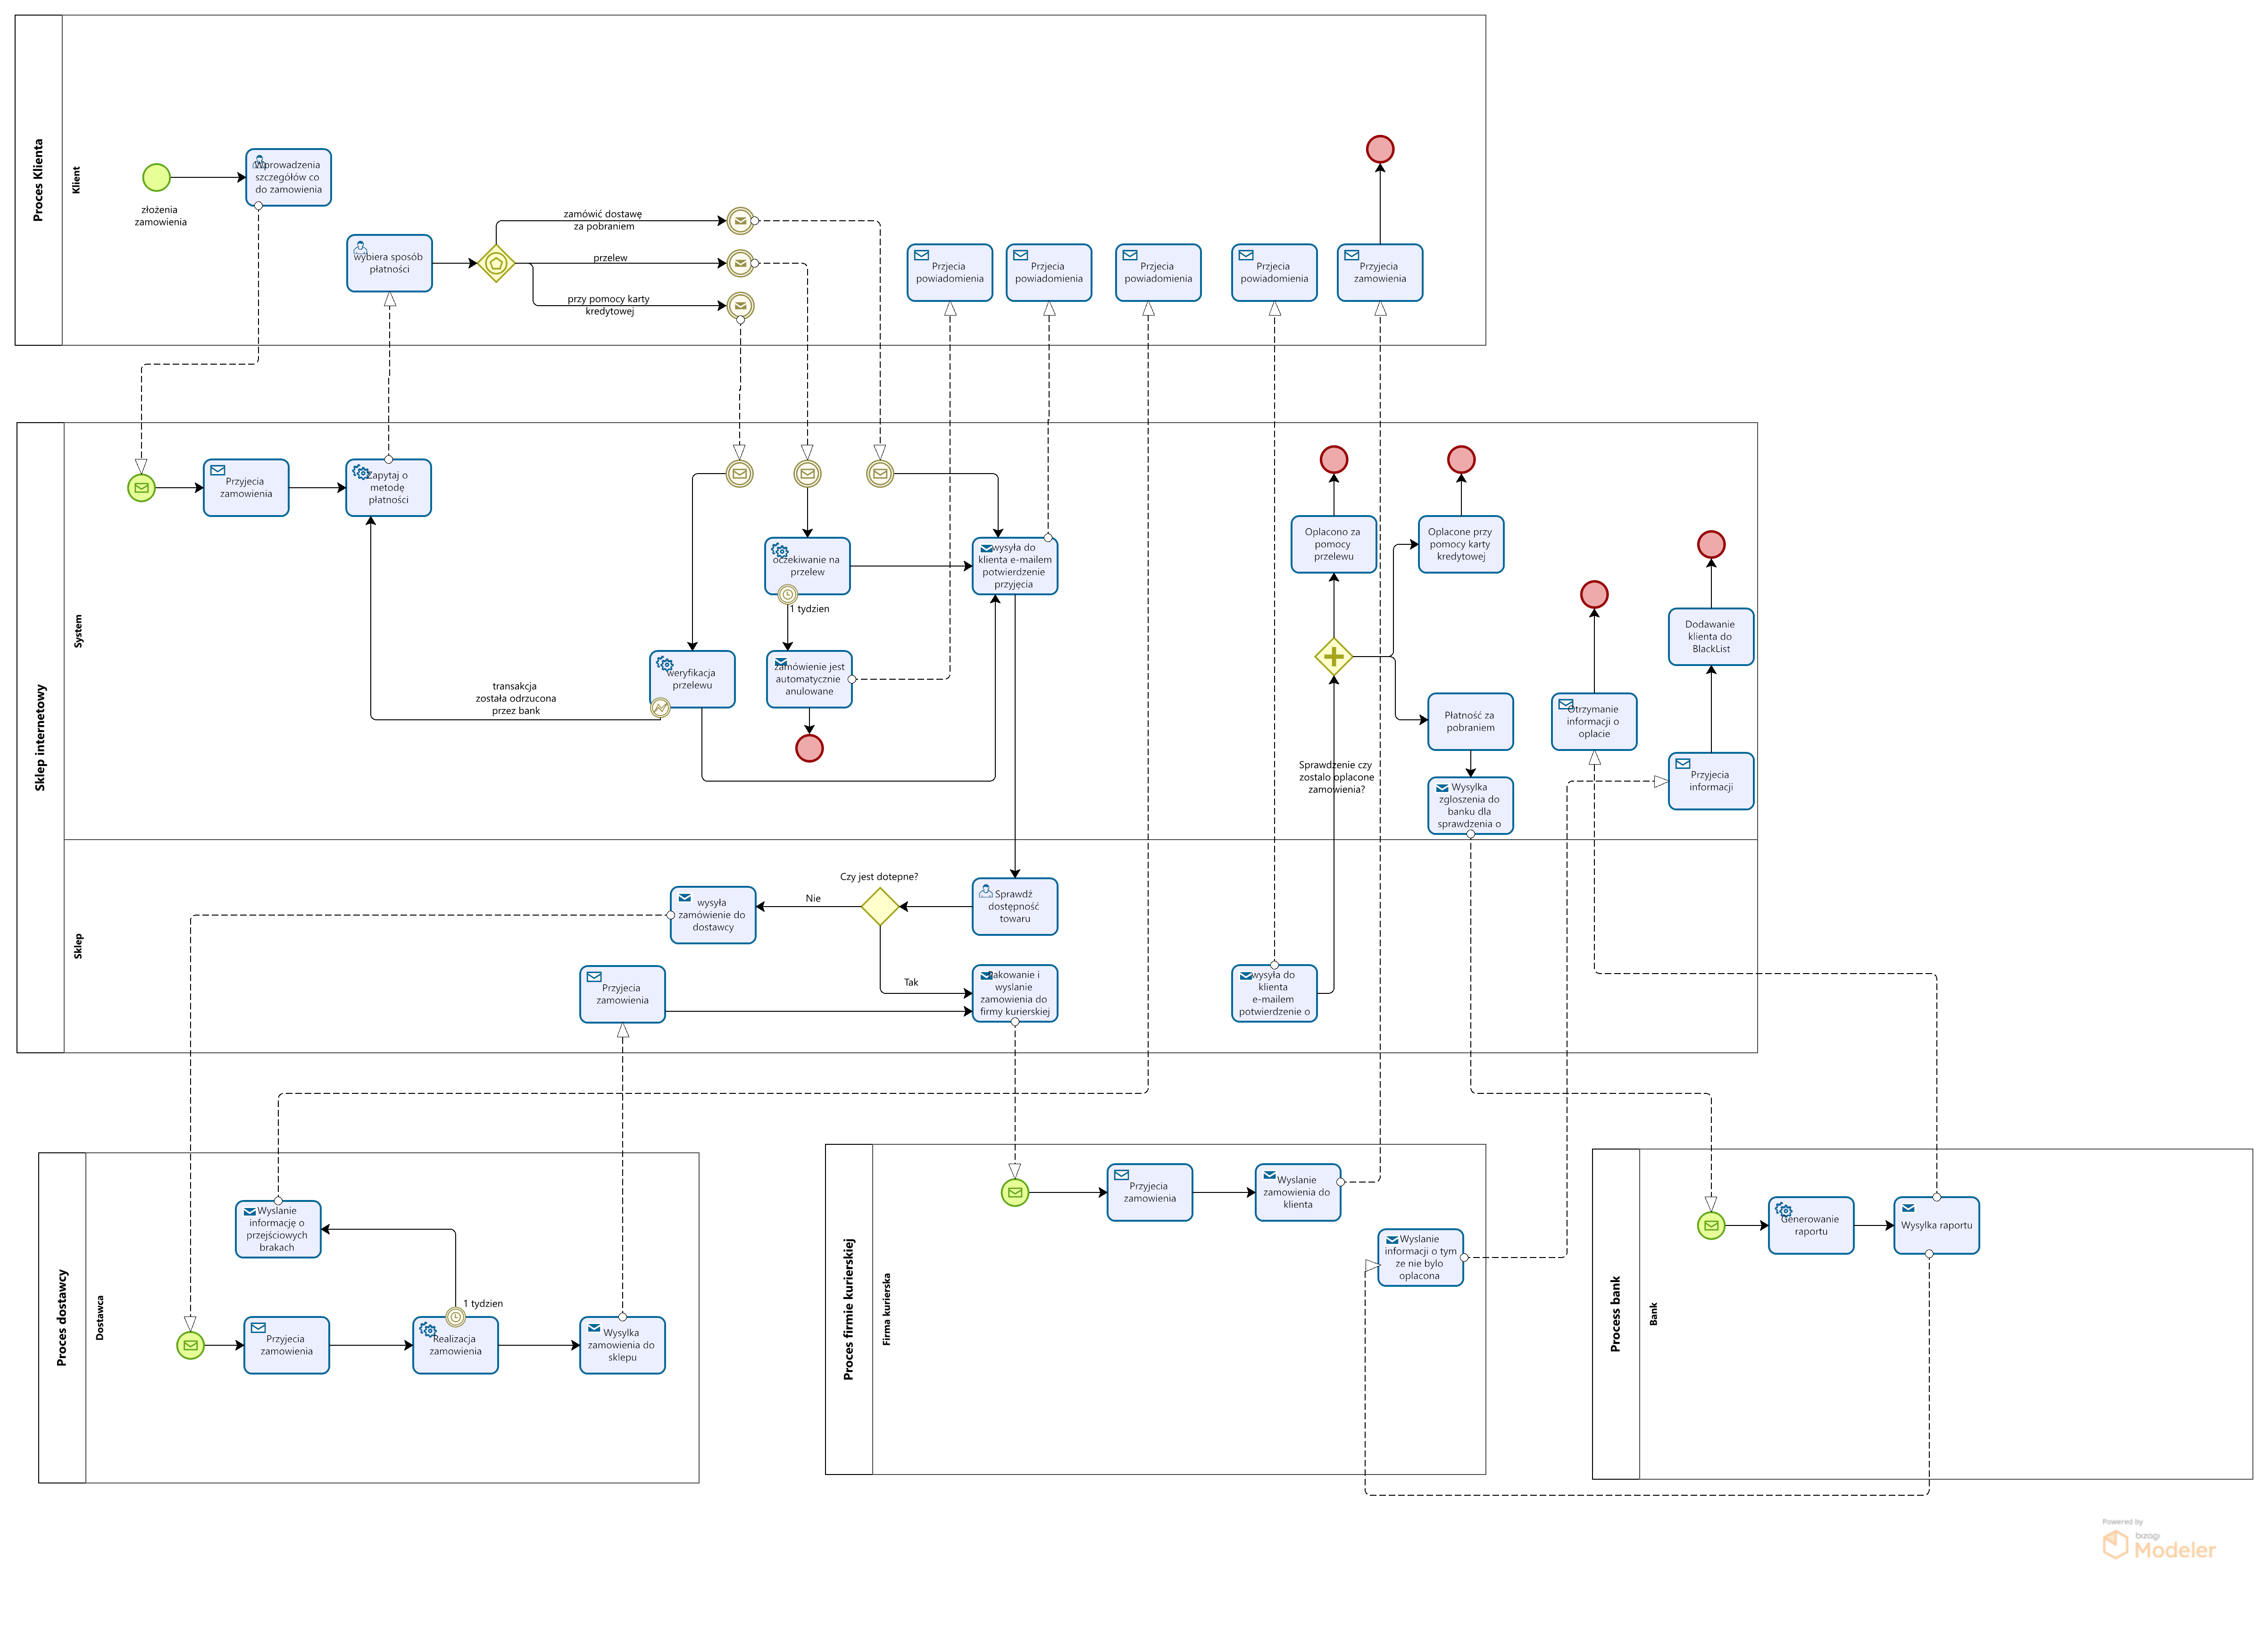 Proces Klienta
Klient
złożenia
zamowienia
Wprowadzenia
szczegółów co
do zamowienia
wybiera sposób
płatności
zamówić dostawę
za pobraniem
przelew
przy pomocy karty
kredytowej
Przjecia
powiadomienia
Przjecia
powiadomienia
Przjecia
powiadomienia
Przjecia
powiadomienia
Przyjecia
zamowienia
Sklep internetowy
System
Przyjecia
zamowienia
Zapytaj o
metodę
płatności
oczekiwanie na
przelew
1 tydzien
wysyła do
klienta e-mailem
potwierdzenie
przyjęcia
weryfikacja
przelewu
zamówienie jest
automatycznie
anulowane
transakcja
została odrzucona
przez bank
Oplacono za
pomocy
przelewu
Oplacone przy
pomocy karty
kredytowej
Płatność za
pobraniem
Sprawdzenie czy
zostalo oplacone
zamowienia?
Wysylka
zgloszenia do
banku dla
sprawdzenia o
Otrzymanie
informacji o
oplacie
Dodawanie
klienta do
BlackList
Przyjecia
informacji
Sklep
wysyła
zamówienie do
dostawcy
Nie
Czy jest dotepne?
Sprawdź
dostępność
towaru
Tak
Przyjecia
zamowienia
Pakowanie i
wyslanie
zamowienia do
firmy kurierskiej
wysyła do
klienta
e-mailem
potwierdzenie o
Proces dostawcy
Dostawca
Wyslanie
informację o
przejściowych
brakach
1 tydzien
Przyjecia
zamowienia
Realizacja
zamowienia
Wysylka
zamowienia do
sklepu
Proces firmie kurierskiej
Firma kurierska
Przyjecia
zamowienia
Wyslanie
zamowienia do
klienta
Wyslanie
informacji o tym
ze nie bylo
oplacona
Process bank
Bank
Generowanie
raportu
Wysylka raportu
Powered by
bizagi
Modeler